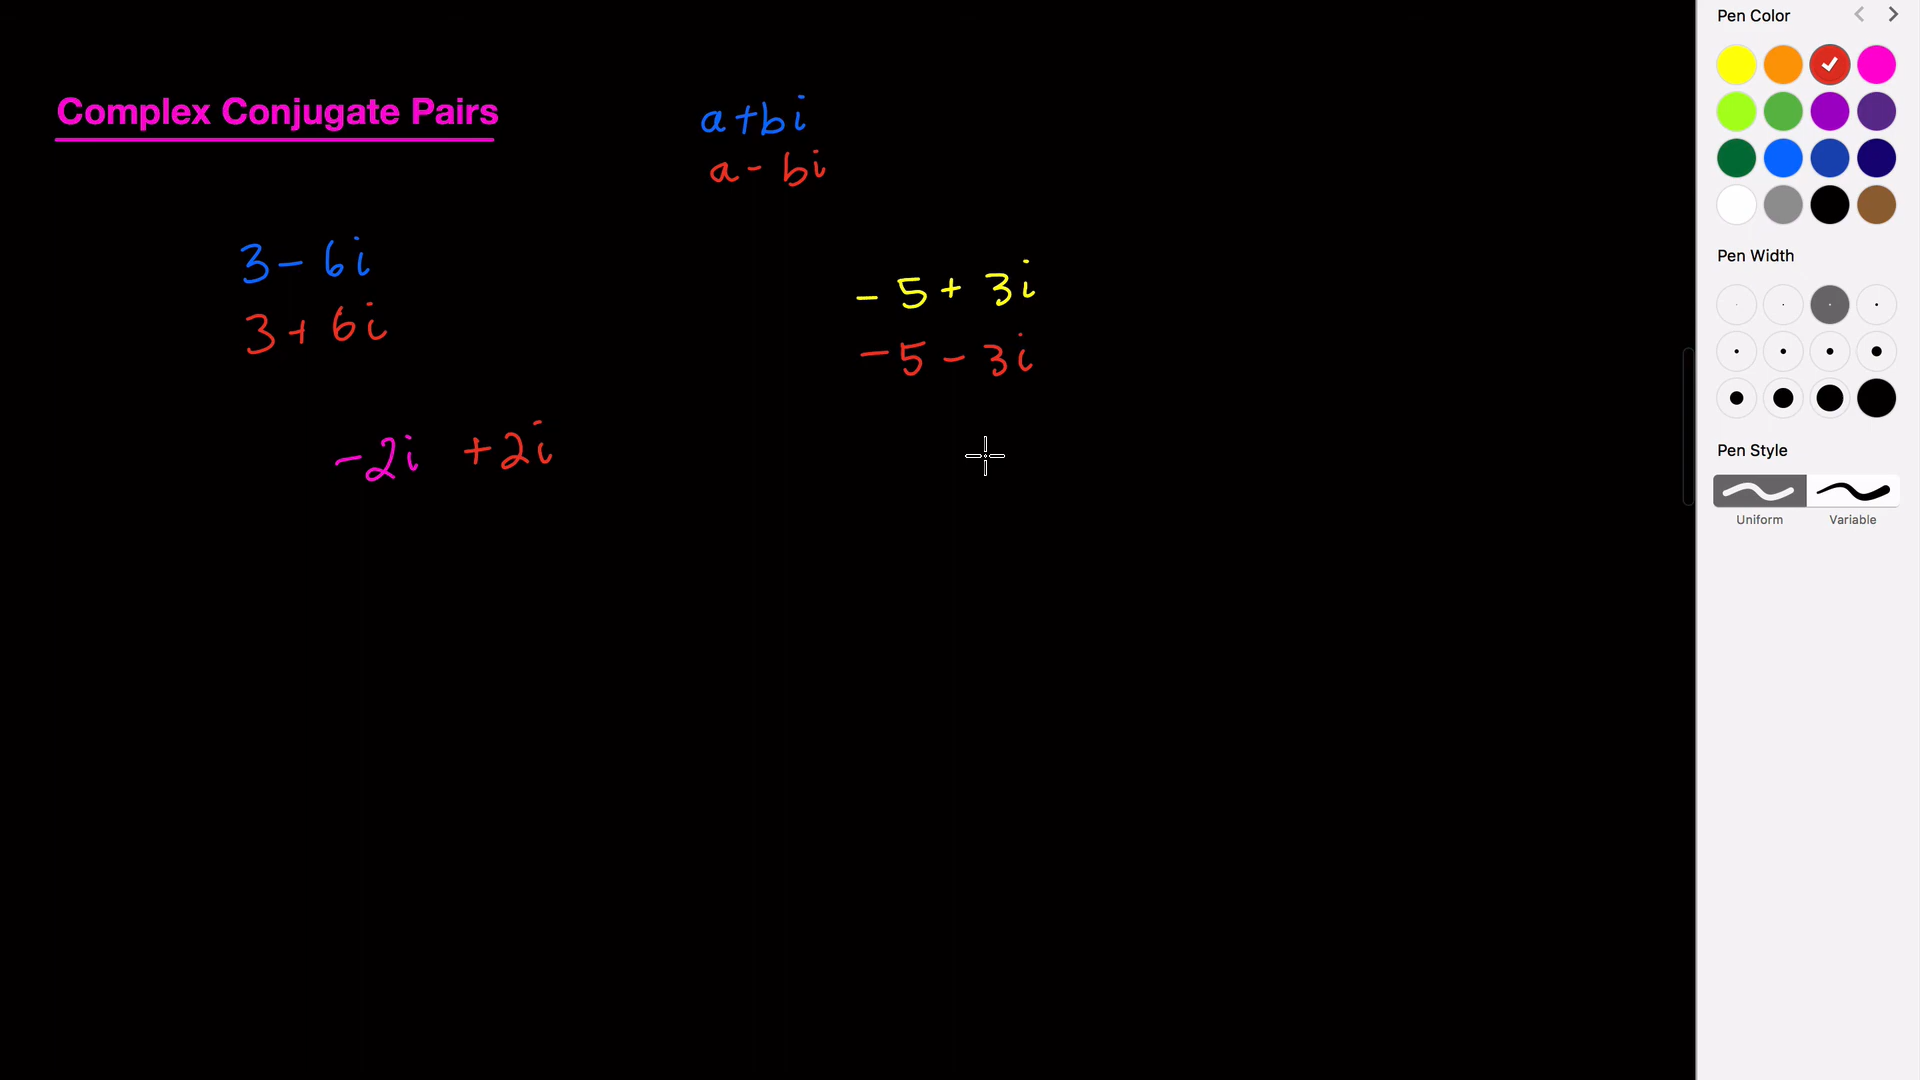 Complex Conjugate Pairs
a+bi
a-bi
3-6i
3+6i
-5+3i
-5-3i
-2i +2i
Pen Color
Pen Width
Pen Style
Uniform Variable